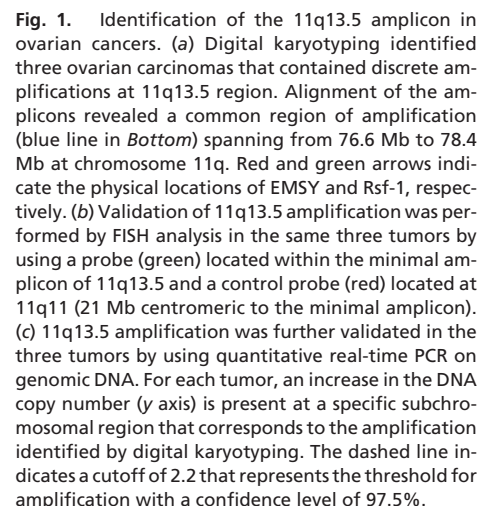 Fig. 1. Identification of the 11q13.5 amplicon in
ovarian cancers. (a) Digital karyotyping identified
three ovarian carcinomas that contained discrete am-
plifications at 11q13.5 region. Alignment of the am-
plicons revealed a common region of amplification
(blue line in Bottom) spanning from 76.6 Mb to 78.4
Mb at chromosome 11q. Red and green arrows indi-
cate the physical locations of EMSY and Rsf-1, respec-
tively. (b) Validation of 11q13.5 amplification was per-
formed by FISH analysis in the same three tumors by
using a probe (green) located within the minimal am-
plicon of 11q13.5 and a control probe (red) located at
11q11 (21 Mb centromeric to the minimal amplicon).
(c) 11q13.5 amplification was further validated in the
three tumors by using quantitative real-time PCR on
genomic DNA. For each tumor, an increase in the DNA
copy number (y axis) is present at a specific subchro-
mosomal region that corresponds to the amplification
identified by digital karyotyping. The dashed line in-
dicates a cutoff of 2.2 that represents the threshold for
amplification with a confidence level of 97.5%.